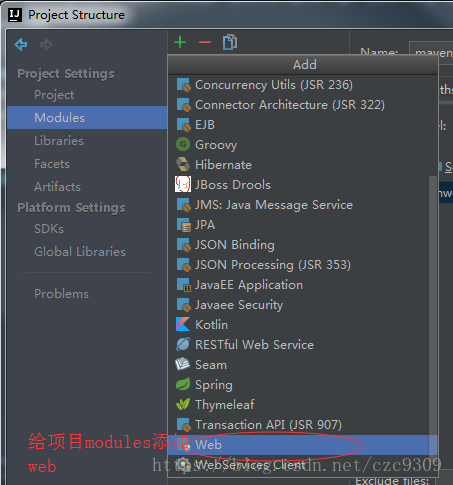 Project Structure
Name: maven
Add
Project Settings
Project
Modules
Libraries
Facets
Artifacts
Platform Settings
SDKs
Global Libraries
Problems
Concurrency Utils (JSR 236)
Connector Architecture (JSR 322)
EJB
Groovy
Hibernate
JBoss Drools
JMS: Java Message Service
JPA
JSON Binding
JSON Processing (JSR 353)
JavaEE Application
Javaee Security
Kotlin
RESTful Web Service
Seam
Spring
Thymeleaf
Transaction API (JSR 907)
Web
WebServices Client
给项目modules添加
web
https://blog.csdn.net/czc9309
Exclude files: